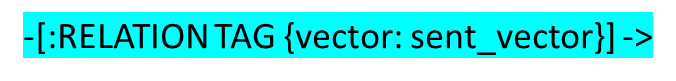 -[:RELATION TAG {vector: sent_vector}] ->